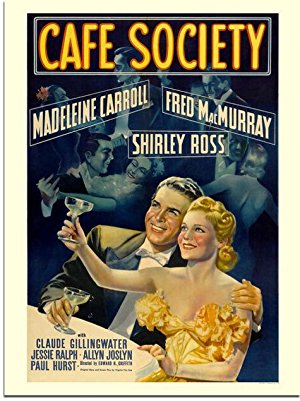 CAFE SOCIETY
MADELEINE CARROLL
FRED MACMURRAY
SHIRLEY ROSS
with
CLAUDE GILLINGWATER
JESSIE RALPH · ALLYN JOSLYN
PAUL HURST
Directed by EDWARD H. GRIFFITH